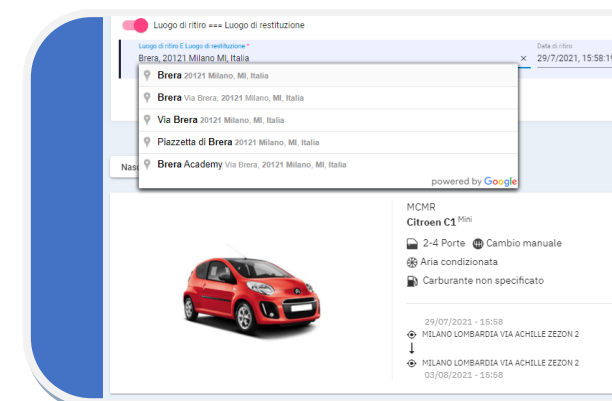 Luogo di ritiro === Luogo di restituzione
Luogo di ritiro E Luogo di restituzione *
Data di ritiro
Brera, 20121 Milano MI, Italia
× 29/7/2021, 15:58:19
Brera 20121 Milano, MI, Italia
Brera Via Brera, 20121 Milano, MI, Italia
Via Brera 20121 Milano, MI, Italia
Piazzetta di Brera 20121 Milano, MI, Italia
Brera Academy Via Brera, 20121 Milano, MI, Italia
powered by Google
MCMR
Citroen C1 Mini
2-4 Porte Cambio manuale
Aria condizionata
Carburante non specificato
29/07/2021 - 15:58
MILANO LOMBARDIA VIA ACHILLE ZEZON 2
MILANO LOMBARDIA VIA ACHILLE ZEZON 2
03/08/2021 - 15:58